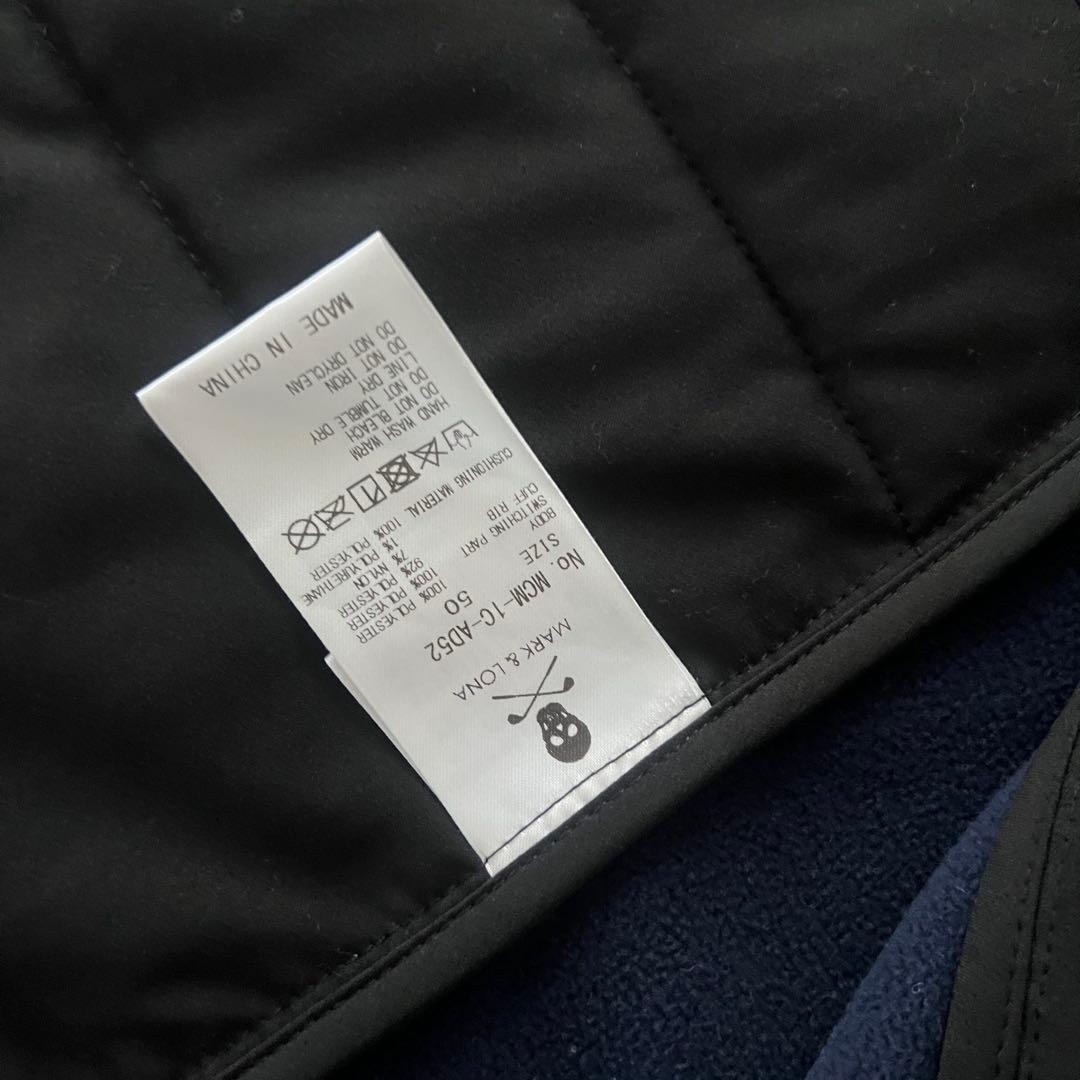 MARK & LONA
No. MCM-1C-AD52
SIZE 50
BODY 100% POLYESTER
SWITCHING PART 100% POLYESTER
CUFF RIB 92% POLYESTER
7% NYLON
1% POLYURETHANE
CUSHIONING MATERIAL 100% POLYESTER
HAND WASH WARM
DO NOT BLEACH
DO NOT TUMBLE DRY
LINE DRY
DO NOT IRON
DO NOT DRYCLEAN
MADE IN CHINA